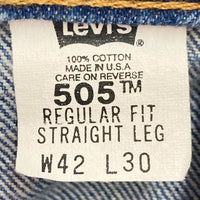 Levi's
100% COTTON
MADE IN U.S.A
CARE ON REVERSE
505™
REGULAR FIT
STRAIGHT LEG
W42 L30